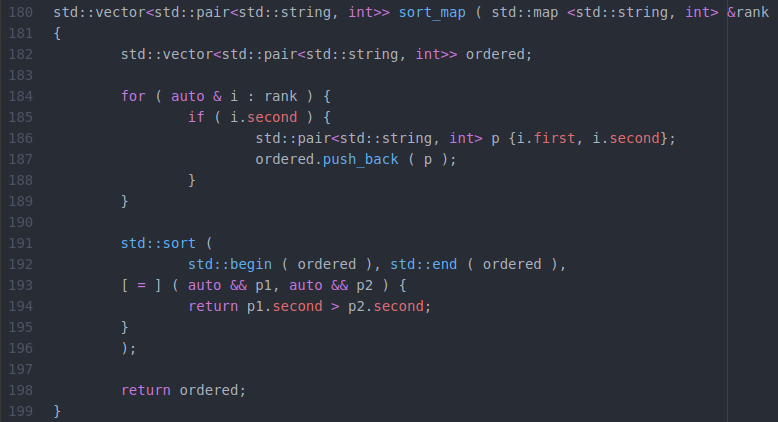 180 std::vector<std::pair<std::string, int>> sort_map ( std::map <std::string, int> &rank
181 {
182         std::vector<std::pair<std::string, int>> ordered;
183
184         for ( auto & i : rank ) {
185                 if ( i.second ) {
186                         std::pair<std::string, int> p {i.first, i.second};
187                         ordered.push_back ( p );
188                 }
189         }
190
191         std::sort (
192                 std::begin ( ordered ), std::end ( ordered ),
193         [ = ] ( auto && p1, auto && p2 ) {
194                 return p1.second > p2.second;
195         }
196         );
197
198         return ordered;
199 }